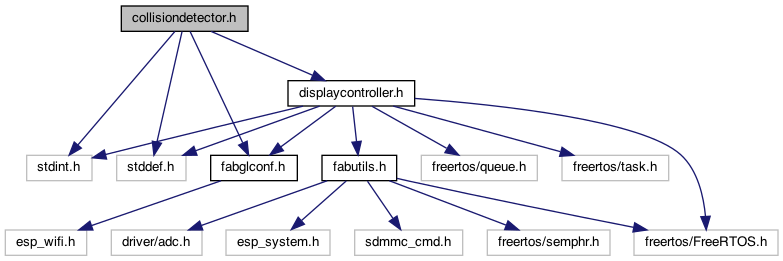 collisiondetector.h
displaycontroller.h
stdint.h
stddef.h
fabglconf.h
fabutils.h
freertos/queue.h
freertos/task.h
esp_wifi.h
driver/adc.h
esp_system.h
sdmmc_cmd.h
freertos/semphr.h
freertos/FreeRTOS.h